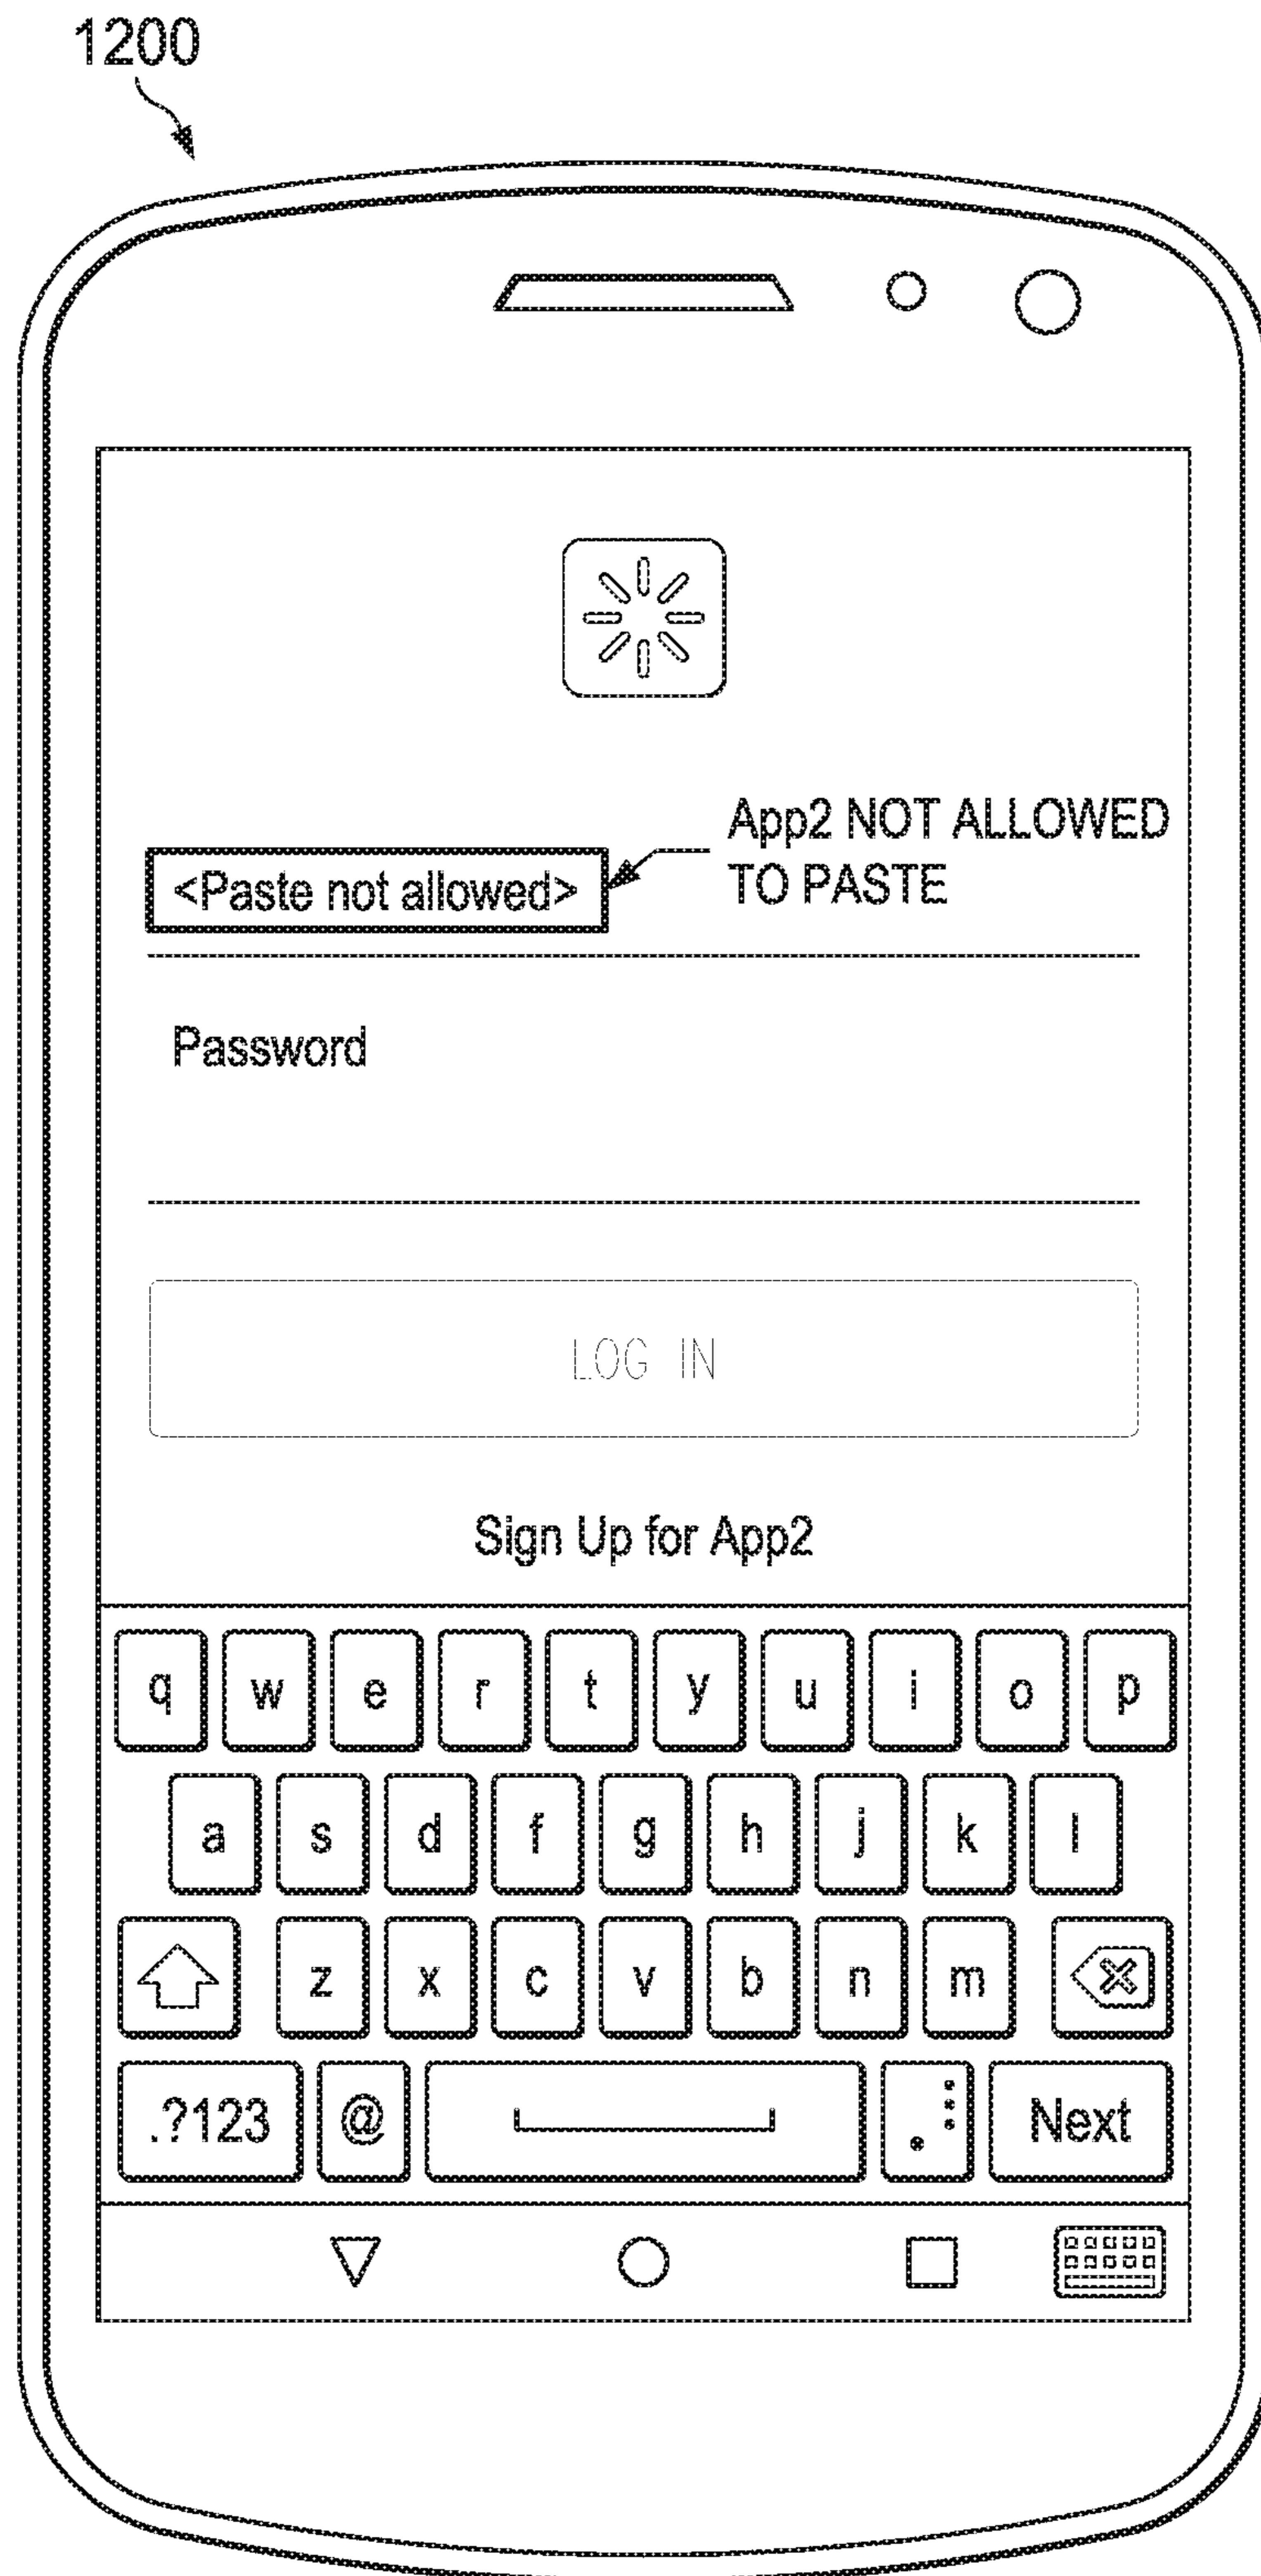 1200
App2 NOT ALLOWED
TO PASTE
<Paste not allowed>
Password
LOG IN
Sign Up for App2
q w e r t y u i o p
a s d f g h j k l
z x c v b n m
.?123 @ . Next